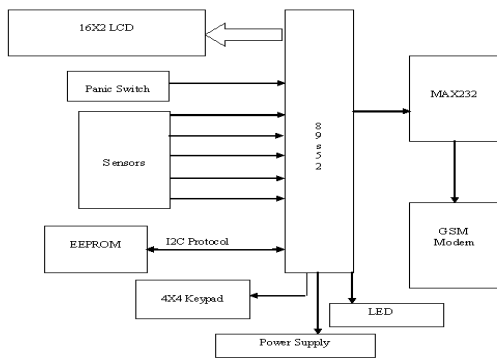 16X2 LCD
Panic Switch
Sensors
EEPROM
I2C Protocol
4X4 Keypad
Power Supply
LED
8
9
s
5
2
MAX232
GSM
Modem